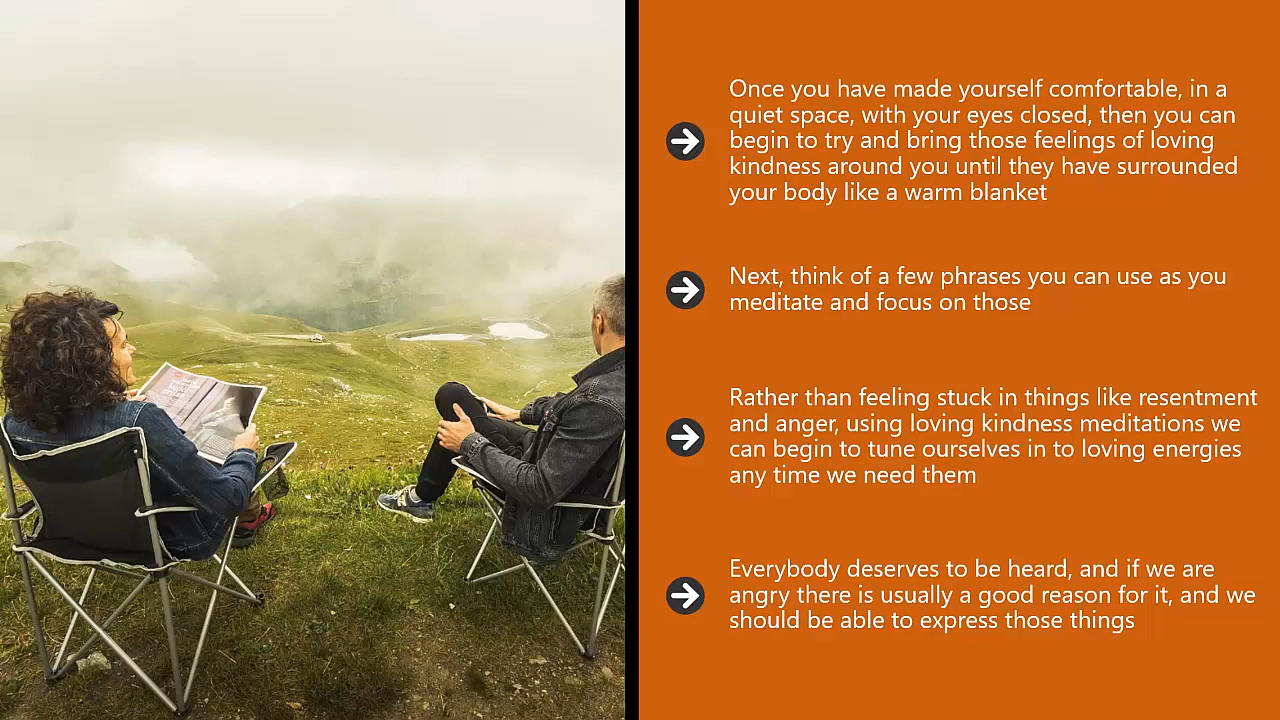 Once you have made yourself comfortable, in a
quiet space, with your eyes closed, then you can
begin to try and bring those feelings of loving
kindness around you until they have surrounded
your body like a warm blanket
Next, think of a few phrases you can use as you
meditate and focus on those
Rather than feeling stuck in things like resentment
and anger, using loving kindness meditations we
can begin to tune ourselves in to loving energies
any time we need them
Everybody deserves to be heard, and if we are
angry there is usually a good reason for it, and we
should be able to express those things